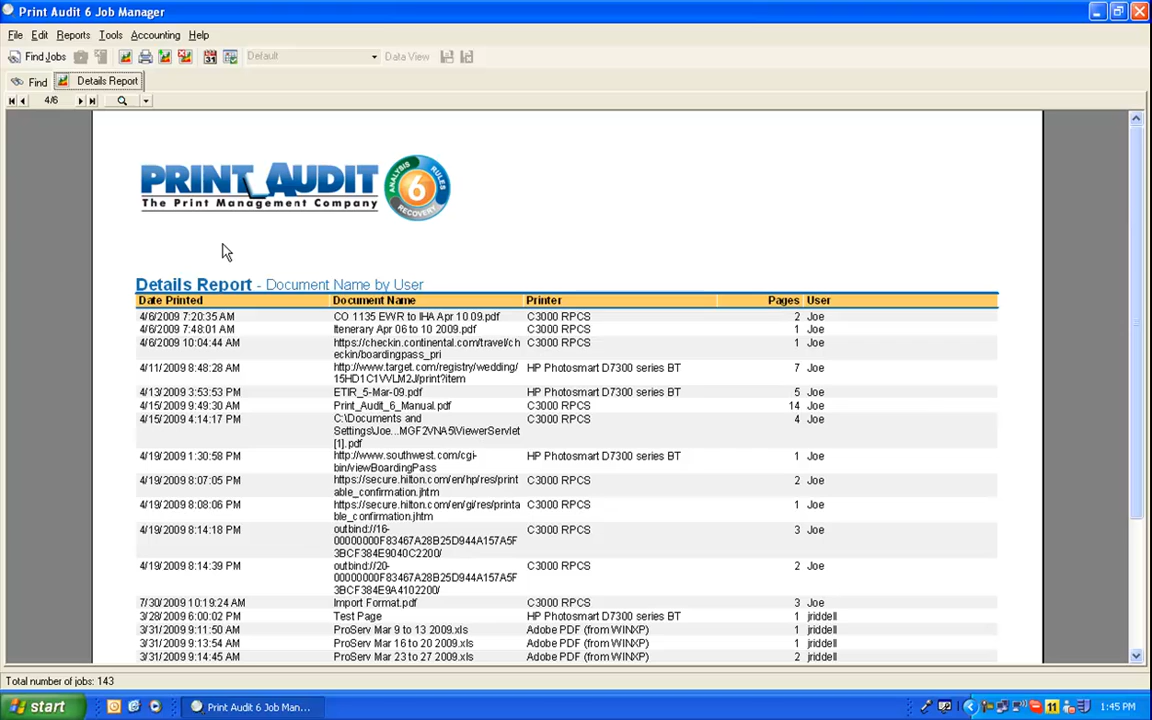 Print Audit 6 Job Manager
File Edit Reports Tools Accounting Help
Find Jobs 31 Default Data View
Find Details Report
4/6
PRINT AUDIT
The Print Management Company
ANALYSIS RULES RECOVERY 6
Details Report - Document Name by User
Date Printed Document Name Printer Pages User
4/6/2009 7:20:35 AM CO 1135 EWR to IHA Apr 10 09.pdf C3000 RPCS 2 Joe
4/6/2009 7:48:01 AM Itenerary Apr 06 to 10 2009.pdf C3000 RPCS 1 Joe
4/6/2009 10:04:44 AM https://checkin.continental.com/travel/ch C3000 RPCS 1 Joe
eckin/boardingpass_pri
4/11/2009 8:48:28 AM http://www.target.com/registry/wedding/ HP Photosmart D7300 series BT 7 Joe
15HD1C1VVLM2J/print?item
4/13/2009 3:53:53 PM ETIR_5-Mar-09.pdf HP Photosmart D7300 series BT 5 Joe
4/15/2009 9:49:30 AM Print_Audit_6_Manual.pdf C3000 RPCS 14 Joe
4/15/2009 4:14:17 PM C:\Documents and C3000 RPCS 4 Joe
Settings\Joe...MGF2VNA5\ViewerServlet
[1].pdf
4/19/2009 1:30:58 PM http://www.southwest.com/cgi- HP Photosmart D7300 series BT 1 Joe
bin/viewBoardingPass
4/19/2009 8:07:05 PM https://secure.hilton.com/en/hp/res/print C3000 RPCS 2 Joe
able_confirmation.jhtm
4/19/2009 8:08:06 PM https://secure.hilton.com/en/gi/res/printa C3000 RPCS 1 Joe
ble_confirmation.jhtm
4/19/2009 8:14:18 PM outbind://16- C3000 RPCS 3 Joe
00000000F83467A28B25D944A157A5F
3BCF384E9040C2200/
4/19/2009 8:14:39 PM outbind://20- C3000 RPCS 2 Joe
00000000F83467A28B25D944A157A5F
3BCF384E9A4102200/
7/30/2009 10:19:24 AM Import Format.pdf C3000 RPCS 3 Joe
3/28/2009 6:00:02 PM Test Page HP Photosmart D7300 series BT 1 jriddell
3/31/2009 9:11:50 AM ProServ Mar 9 to 13 2009.xls Adobe PDF (from WINXP) 1 jriddell
3/31/2009 9:13:54 AM ProServ Mar 16 to 20 2009.xls Adobe PDF (from WINXP) 1 jriddell
3/31/2009 9:14:45 AM ProServ Mar 23 to 27 2009.xls Adobe PDF (from WINXP) 2 jriddell
Total number of jobs: 143
start Print Audit 6 Job Man... 11 1:45 PM